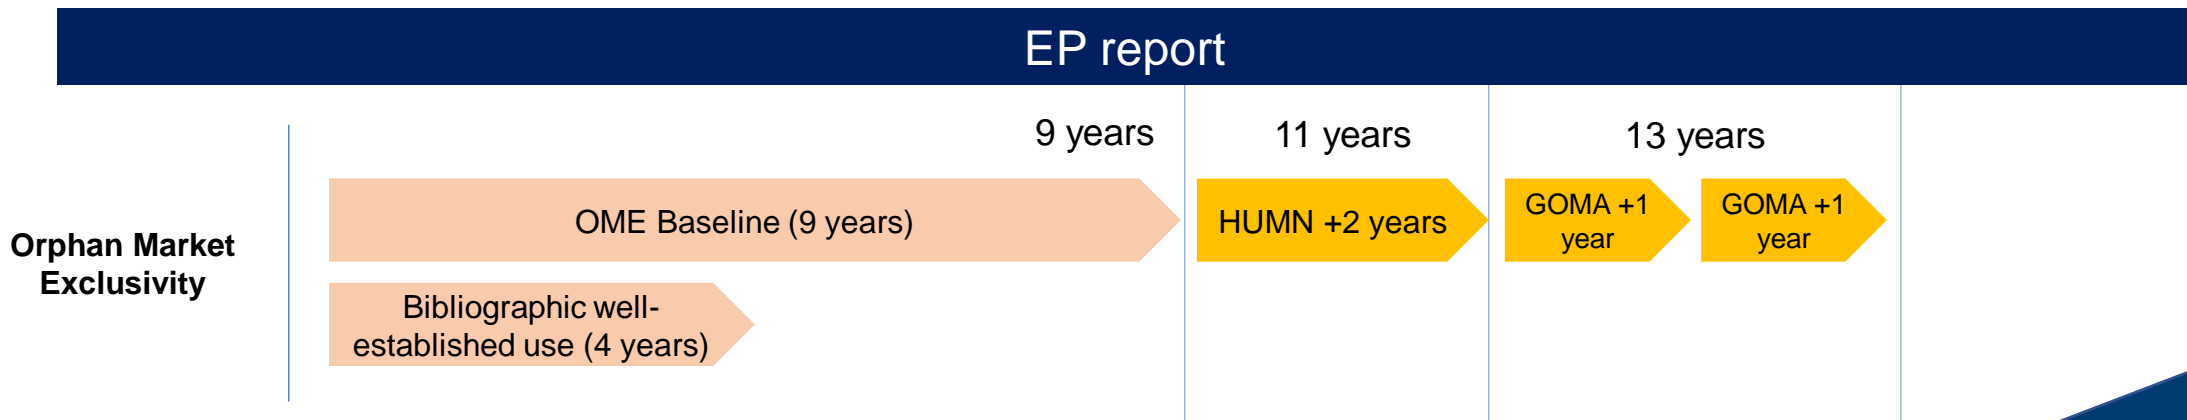 EP report
9 years
11 years
13 years
Orphan Market
Exclusivity
OME Baseline (9 years)
HUMN +2 years
GOMA +1
year
GOMA +1
year
Bibliographic well-
established use (4 years)